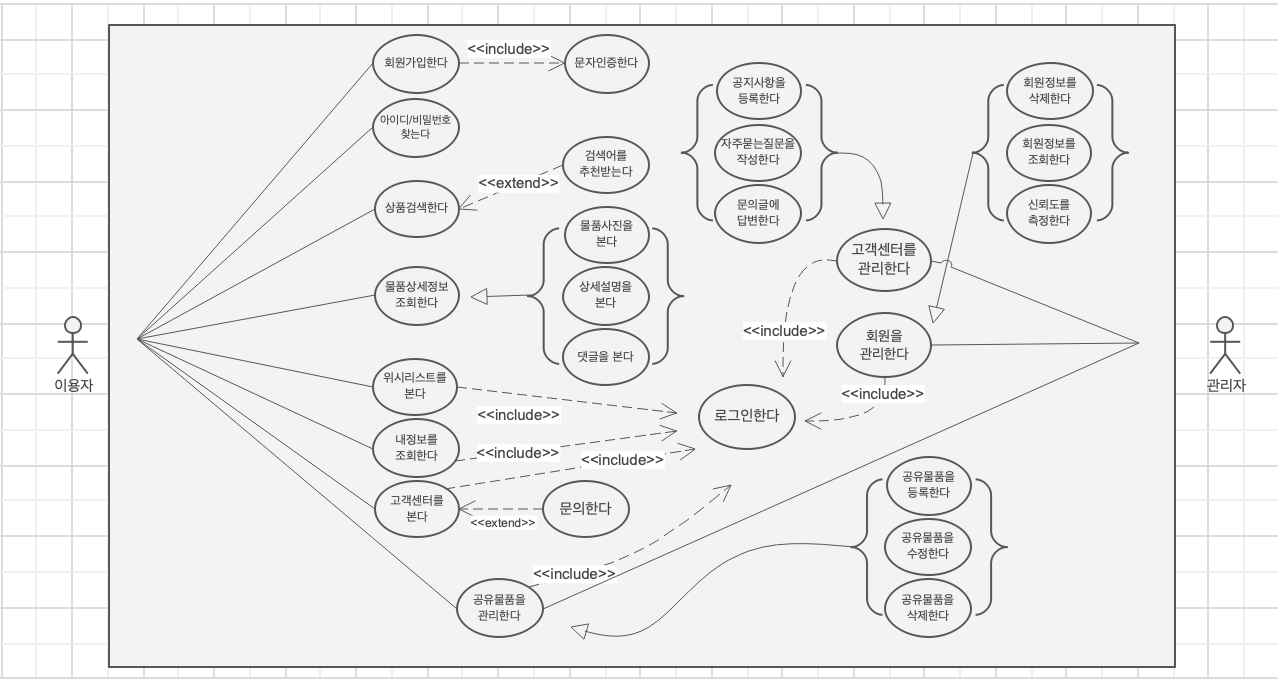 회원가입한다
<<include>>
문자인증한다
아이디/비밀번호
찾는다
검색어를
추천받는다
<<extend>>
상품검색한다
물품사진을
본다
물품상세정보
조회한다
상세설명을
본다
댓글을 본다
이용자
위시리스트를
본다
<<include>>
내정보를
조회한다
<<include>>
<<include>>
고객센터를
본다
<<extend>>
문의한다
<<include>>
공유물품을
관리한다
공지사항을
등록한다
자주묻는질문을
작성한다
문의글에
답변한다
회원정보를
삭제한다
회원정보를
조회한다
신뢰도를
측정한다
고객센터를
관리한다
<<include>>
회원을
관리한다
<<include>>
로그인한다
관리자
공유물품을
등록한다
공유물품을
수정한다
공유물품을
삭제한다